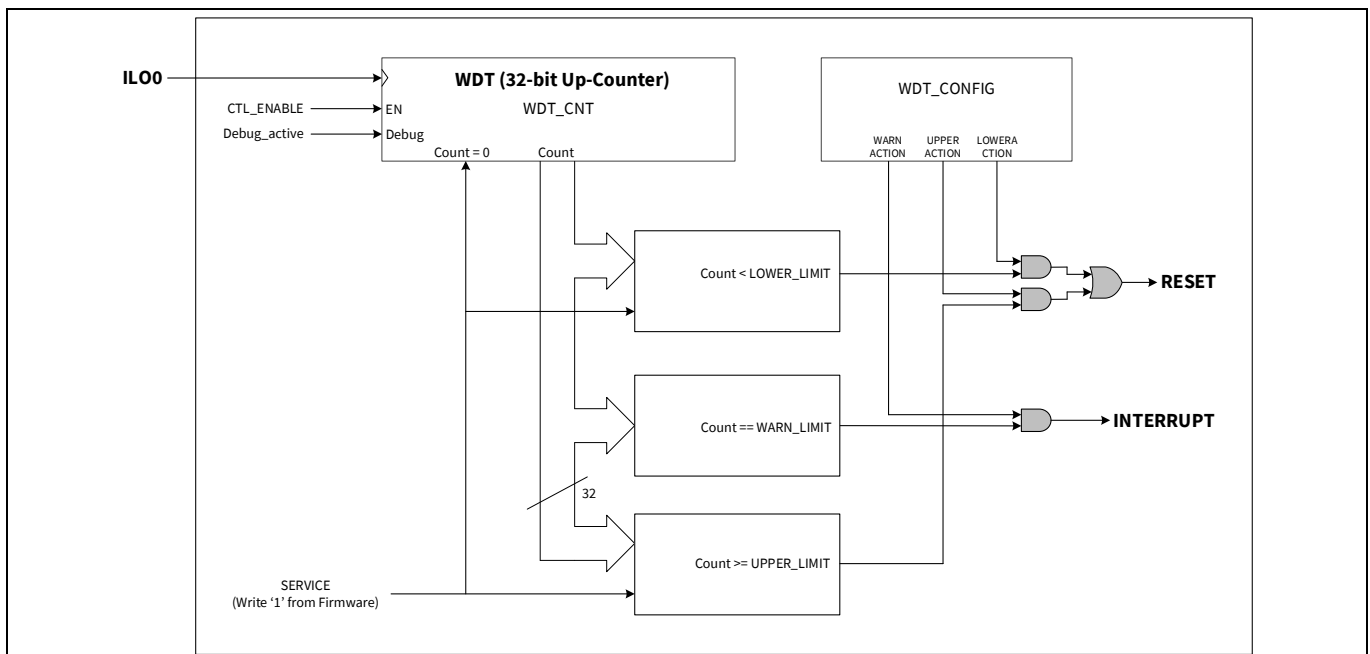 ILO0
CTL_ENABLE
Debug_active
WDT (32-bit Up-Counter)
WDT_CNT
EN
Debug
Count = 0
Count
WDT_CONFIG
WARN
ACTION
UPPER
ACTION
LOWERA
CTION
Count < LOWER_LIMIT
RESET
Count == WARN_LIMIT
INTERRUPT
32
Count >= UPPER_LIMIT
SERVICE
(Write ‘1’ from Firmware)